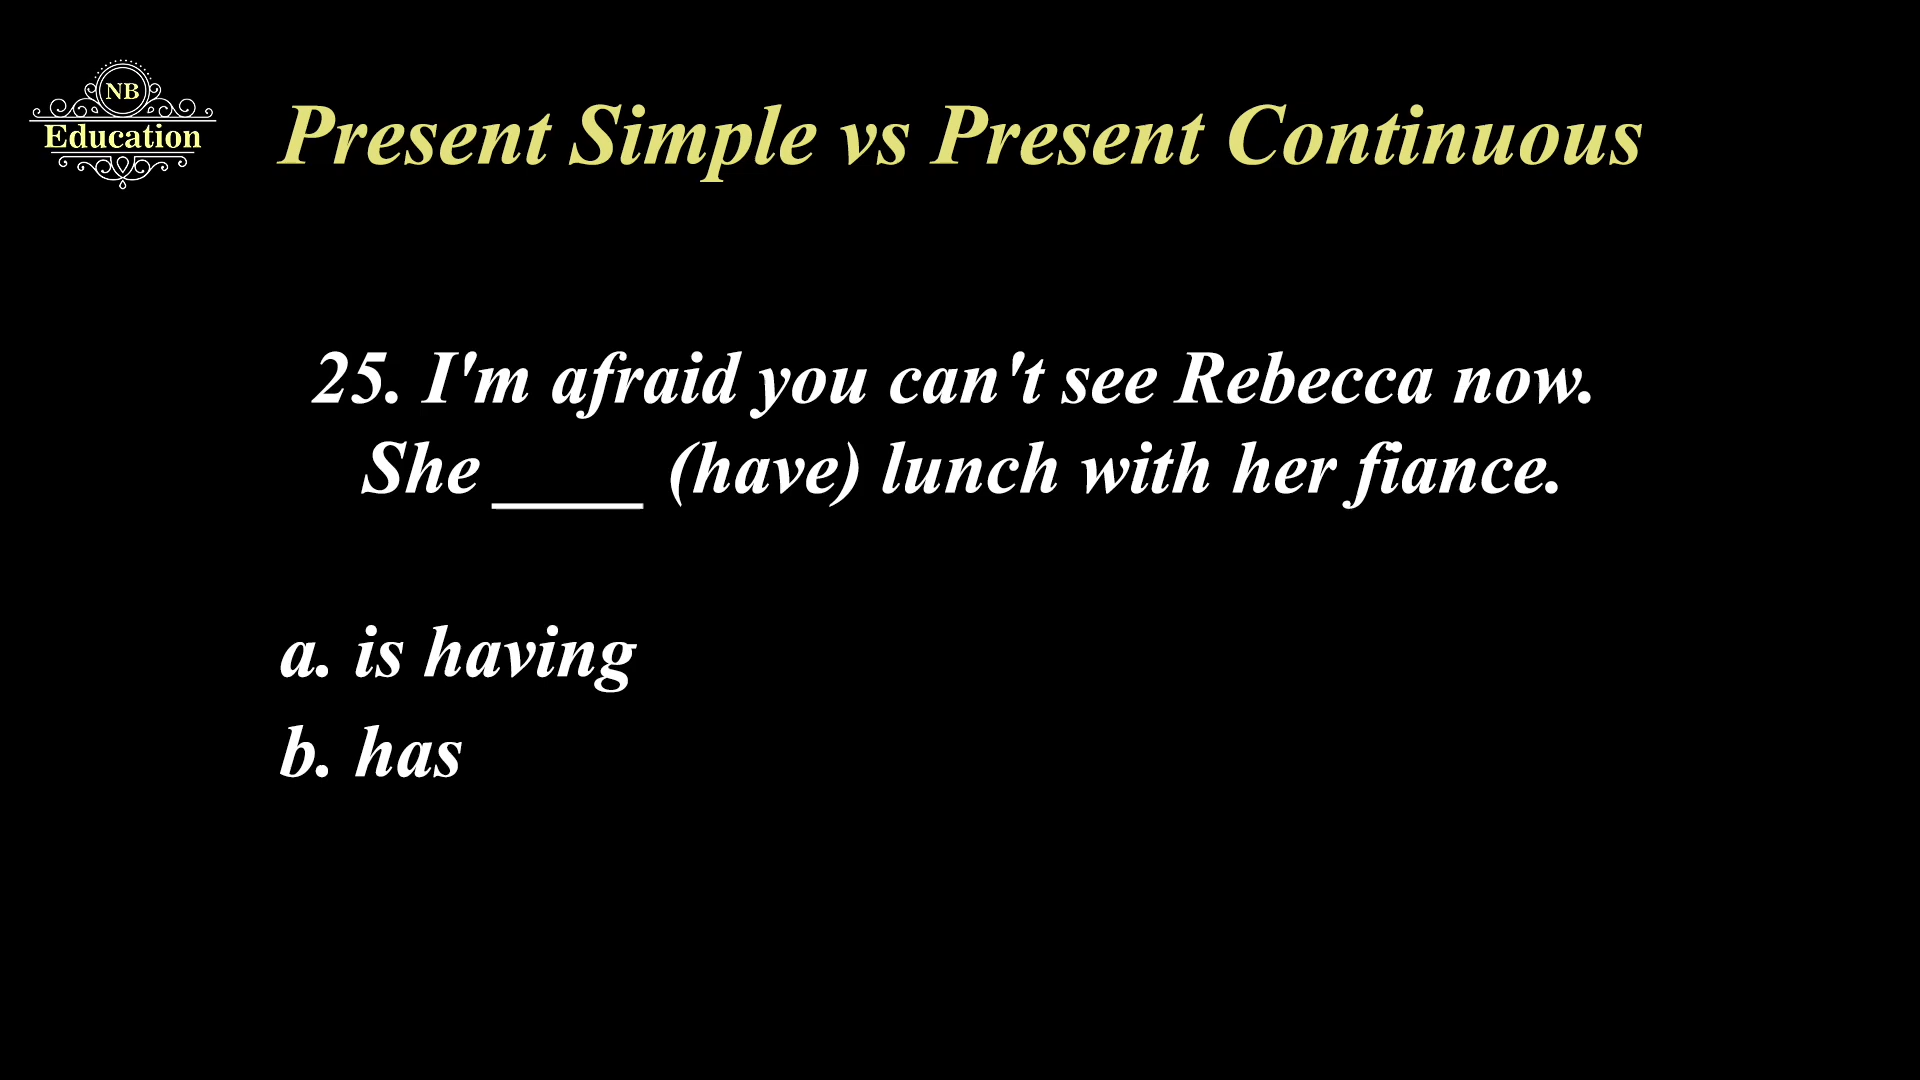 NB
Education
Present Simple vs Present Continuous
25. I'm afraid you can't see Rebecca now.
She ____ (have) lunch with her fiance.
a. is having
b. has